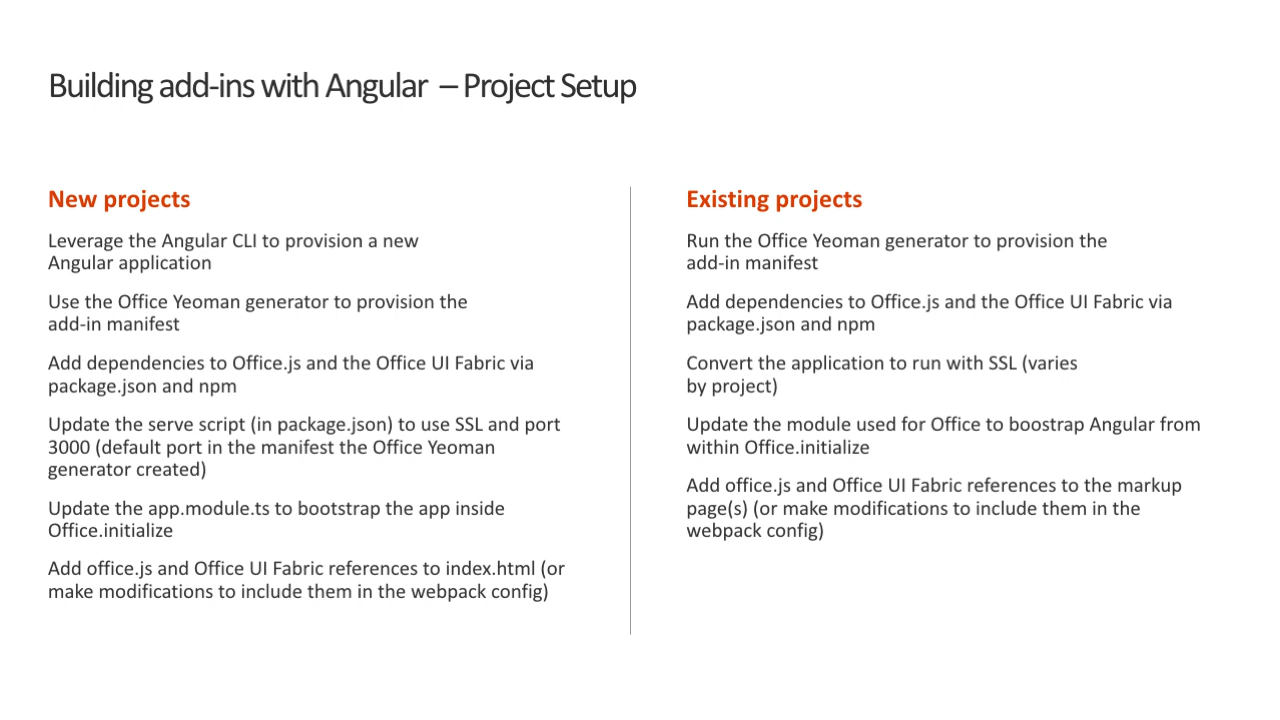 Building add-ins with Angular – Project Setup
New projects
Leverage the Angular CLI to provision a new
Angular application
Use the Office Yeoman generator to provision the
add-in manifest
Add dependencies to Office.js and the Office UI Fabric via
package.json and npm
Update the serve script (in package.json) to use SSL and port
3000 (default port in the manifest the Office Yeoman
generator created)
Update the app.module.ts to bootstrap the app inside
Office.initialize
Add office.js and Office UI Fabric references to index.html (or
make modifications to include them in the webpack config)
Existing projects
Run the Office Yeoman generator to provision the
add-in manifest
Add dependencies to Office.js and the Office UI Fabric via
package.json and npm
Convert the application to run with SSL (varies
by project)
Update the module used for Office to boostrap Angular from
within Office.initialize
Add office.js and Office UI Fabric references to the markup
page(s) (or make modifications to include them in the
webpack config)